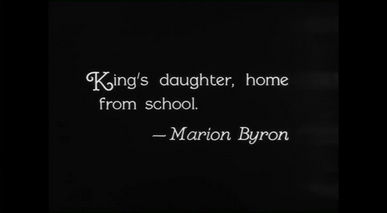 King's daughter, home
from school.
—Marion Byron